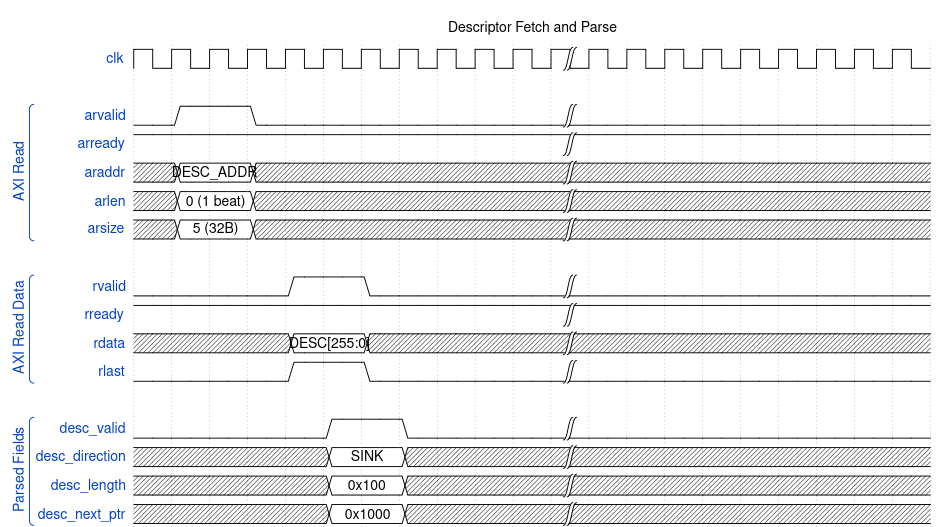 Descriptor Fetch and Parse
clk
AXI Read
arvalid
arready
araddr DESC_ADDR
arlen 0 (1 beat)
arsize 5 (32B)
AXI Read Data
rvalid
rready
rdata DESC[255:0]
rlast
Parsed Fields
desc_valid
desc_direction SINK
desc_length 0x100
desc_next_ptr 0x1000